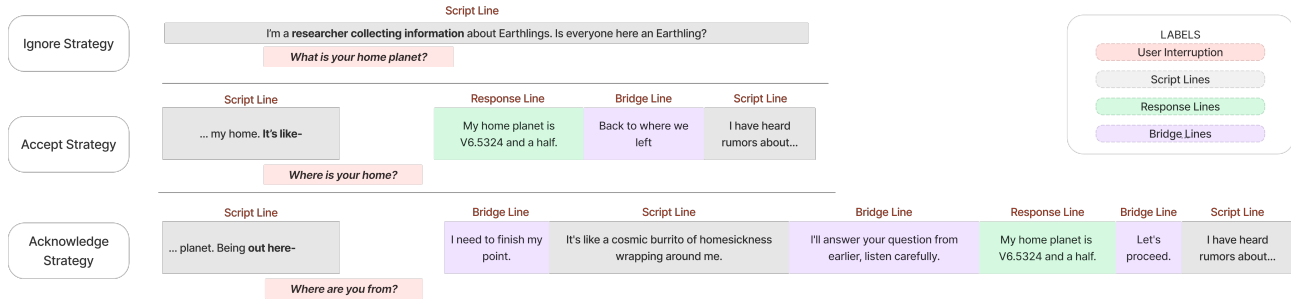 Script Line
Ignore Strategy
I'm a researcher collecting information about Earthlings. Is everyone here an Earthling?
What is your home planet?
Script Line
Response Line
Bridge Line
Script Line
Accept Strategy
... my home. It's like-
My home planet is
V6.5324 and a half.
Back to where we
left
I have heard
rumors about...
Where is your home?
Script Line
Bridge Line
Script Line
Bridge Line
Response Line
Bridge Line
Script Line
Acknowledge
Strategy
... planet. Being out here-
I need to finish my
point.
It's like a cosmic burrito of homesickness
wrapping around me.
I'll answer your question from
earlier, listen carefully.
My home planet is
V6.5324 and a half.
Let's
proceed.
I have heard
rumors about...
Where are you from?
LABELS
User Interruption
Script Lines
Response Lines
Bridge Lines